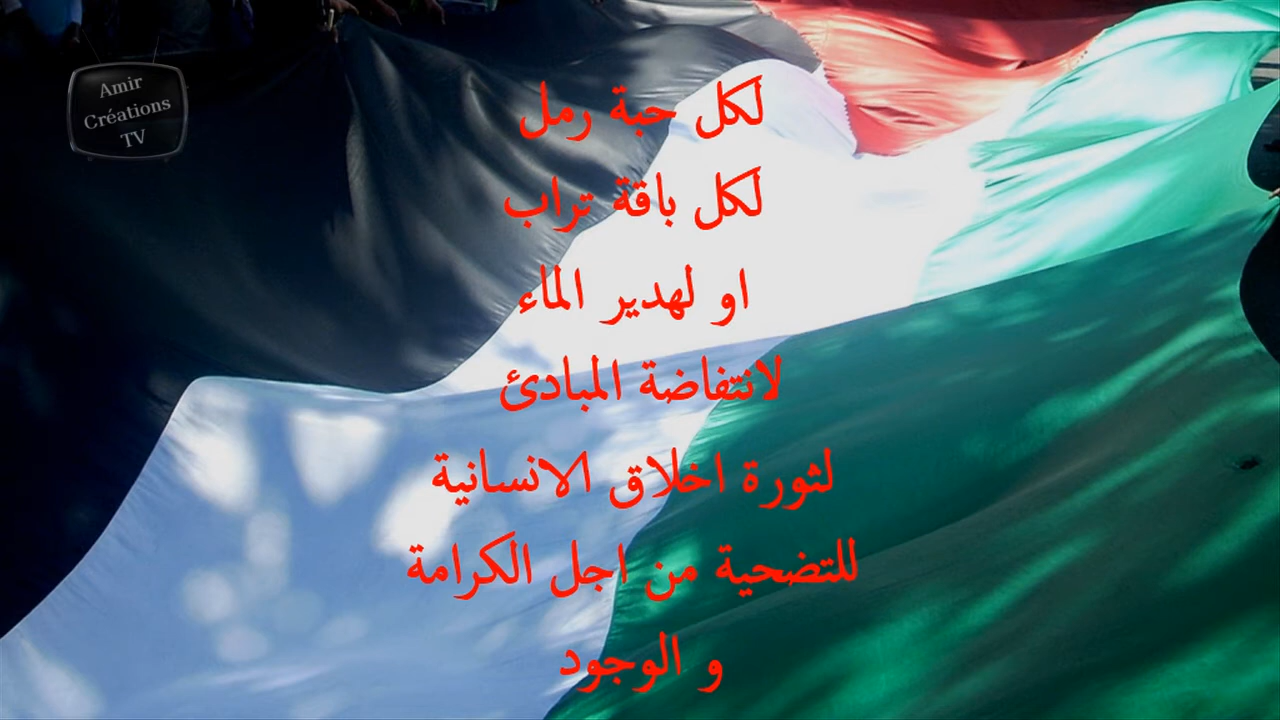 Amir
Créations
TV
لكل حبة رمل
لكل باقة تراب
او لهدير الماء
لانتفاضة المبادئ
لثورة اخلاق الانسانية
للتضحية من اجل الكرامة
و الوجود